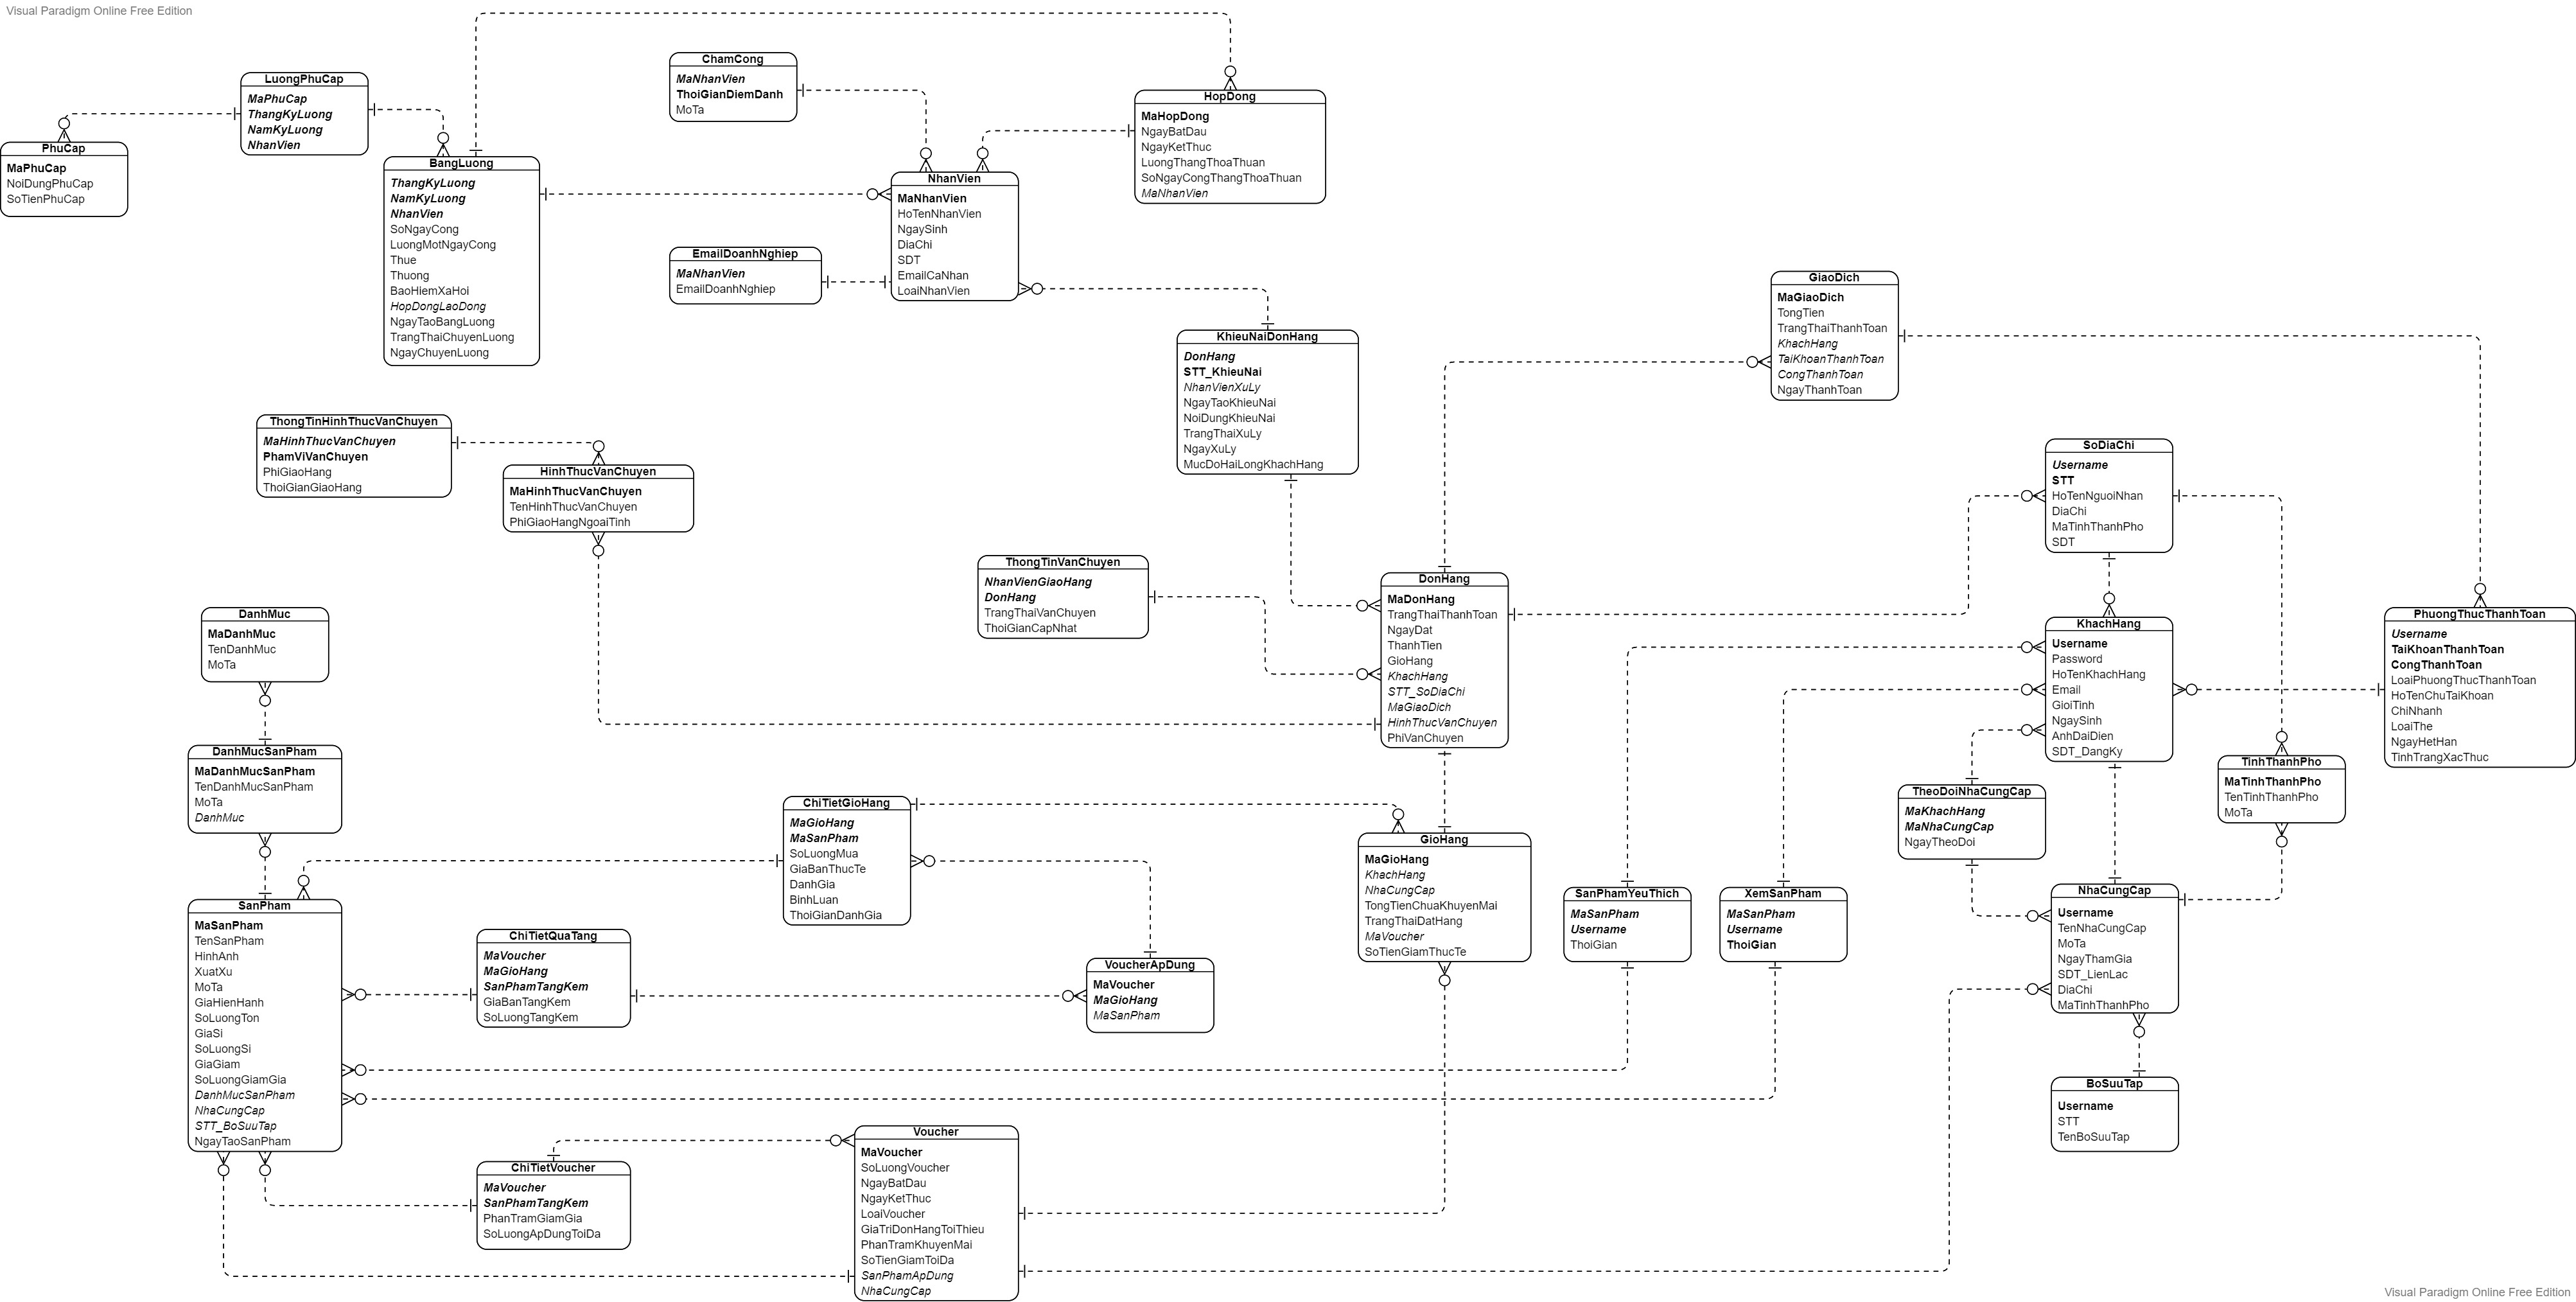 Visual Paradigm Online Free Edition
LuongPhuCap
MaPhuCap
ThangKyLuong
NamKyLuong
NhanVien
PhuCap
MaPhuCap
NoiDungPhuCap
SoTienPhuCap
BangLuong
ThangKyLuong
NamKyLuong
NhanVien
SoNgayCong
LuongMotNgayCong
Thue
Thuong
BaoHiemXaHoi
HopDongLaoDong
NgayTaoBangLuong
TrangThaiChuyenLuong
NgayChuyenLuong
ChamCong
MaNhanVien
ThoiGianDiemDanh
MoTa
HopDong
MaHopDong
NgayBatDau
NgayKetThuc
LuongThangThoaThuan
SoNgayCongThangThoaThuan
MaNhanVien
NhanVien
MaNhanVien
HoTenNhanVien
NgaySinh
DiaChi
SDT
EmailCaNhan
LoaiNhanVien
EmailDoanhNghiep
MaNhanVien
EmailDoanhNghiep
KhieuNaiDonHang
DonHang
STT_KhieuNai
NhanVienXuLy
NgayTaoKhieuNai
NoiDungKhieuNai
TrangThaiXuLy
NgayXuLy
MucDoHaiLongKhachHang
GiaoDich
MaGiaoDich
TongTien
TrangThaiThanhToan
KhachHang
TaiKhoanThanhToan
CongThanhToan
NgayThanhToan
ThongTinHinhThucVanChuyen
MaHinhThucVanChuyen
PhamViVanChuyen
PhiGiaoHang
ThoiGianGiaoHang
HinhThucVanChuyen
MaHinhThucVanChuyen
TenHinhThucVanChuyen
PhiGiaoHangNgoaiTinh
SoDiaChi
Username
STT
HoTenNguoiNhan
DiaChi
MaTinhThanhPho
SDT
ThongTinVanChuyen
NhanVienGiaoHang
DonHang
TrangThaiVanChuyen
ThoiGianCapNhat
DonHang
MaDonHang
TrangThaiThanhToan
NgayDat
ThanhTien
GioHang
KhachHang
STT_SoDiaChi
MaGiaoDich
HinhThucVanChuyen
PhiVanChuyen
KhachHang
Username
Password
HoTenKhachHang
Email
GioiTinh
NgaySinh
AnhDaiDien
SDT_DangKy
PhuongThucThanhToan
Username
TaiKhoanThanhToan
CongThanhToan
LoaiPhuongThucThanhToan
HoTenChuTaiKhoan
ChiNhanh
LoaiThe
NgayHetHan
TinhTrangXacThuc
DanhMuc
MaDanhMuc
TenDanhMuc
MoTa
DanhMucSanPham
MaDanhMucSanPham
TenDanhMucSanPham
MoTa
DanhMuc
TinhThanhPho
MaTinhThanhPho
TenTinhThanhPho
MoTa
TheoDoiNhaCungCap
MaKhachHang
MaNhaCungCap
NgayTheoDoi
ChiTietGioHang
MaGioHang
MaSanPham
SoLuongMua
GiaBanThucTe
DanhGia
BinhLuan
ThoiGianDanhGia
GioHang
MaGioHang
KhachHang
NhaCungCap
TongTienChuaKhuyenMai
TrangThaiDatHang
MaVoucher
SoTienGiamThucTe
SanPhamYeuThich
MaSanPham
Username
ThoiGian
XemSanPham
MaSanPham
Username
ThoiGian
NhaCungCap
Username
TenNhaCungCap
MoTa
NgayThamGia
SDT_LienLac
DiaChi
MaTinhThanhPho
SanPham
MaSanPham
TenSanPham
HinhAnh
XuatXu
MoTa
GiaHienHanh
SoLuongTon
GiaSi
SoLuongSi
GiaGiam
SoLuongGiamGia
DanhMucSanPham
NhaCungCap
STT_BoSuuTap
NgayTaoSanPham
ChiTietQuaTang
MaVoucher
MaGioHang
SanPhamTangKem
GiaBanTangKem
SoLuongTangKem
VoucherApDung
MaVoucher
MaGioHang
MaSanPham
BoSuuTap
Username
STT
TenBoSuuTap
ChiTietVoucher
MaVoucher
SanPhamTangKem
PhanTramGiamGia
SoLuongApDungToiDa
Voucher
MaVoucher
SoLuongVoucher
NgayBatDau
NgayKetThuc
LoaiVoucher
GiaTriDonHangToiThieu
PhanTramKhuyenMai
SoTienGiamToiDa
SanPhamApDung
NhaCungCap
Visual Paradigm Online Free Edition